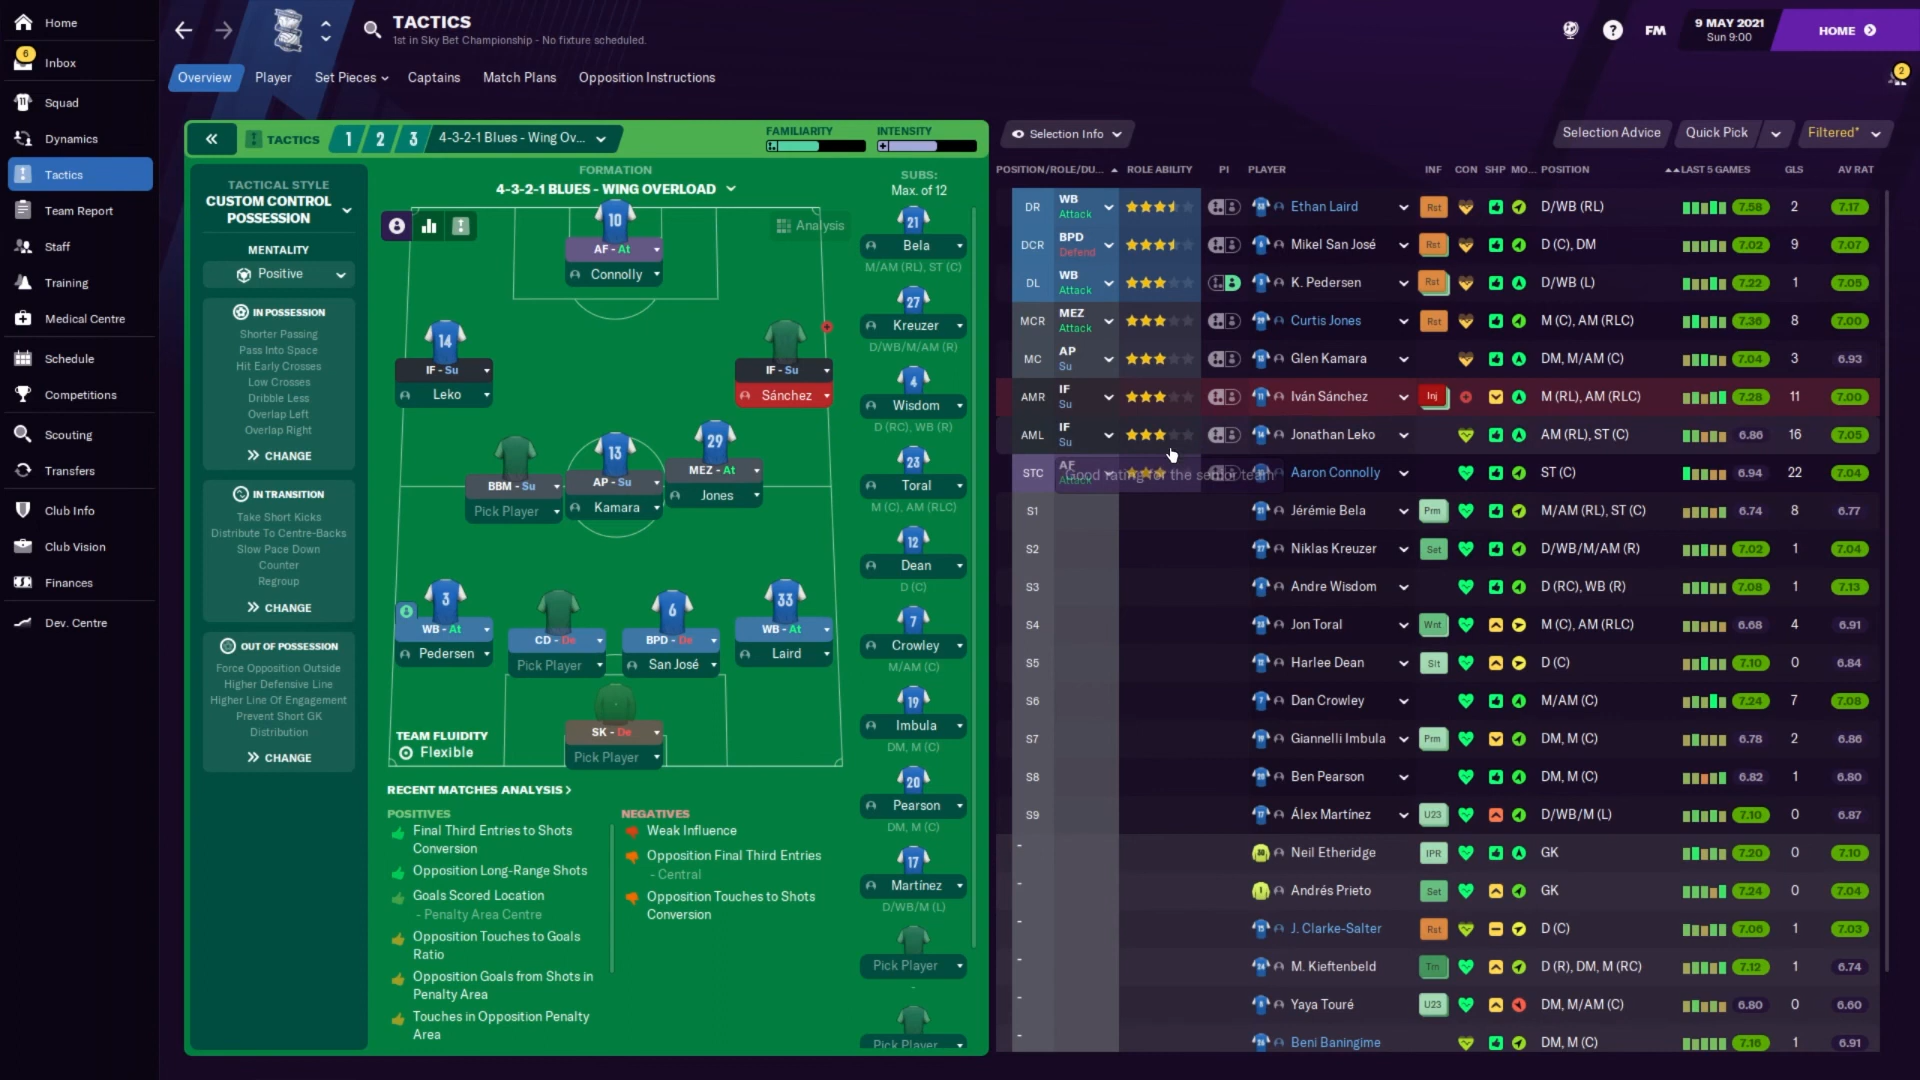 Home
6
Inbox
Squad
Dynamics
Tactics
Team Report
Staff
Training
Medical Centre
Schedule
Competitions
Scouting
Transfers
Club Info
Club Vision
Finances
Dev. Centre
TACTICS
1st in Sky Bet Championship - No fixture scheduled.
FM
9 MAY 2021
Sun 9:00
HOME
2
Overview
Player
Set Pieces
Captains
Match Plans
Opposition Instructions
TACTICS
1
2
3
4-3-2-1 Blues - Wing Ov...
FAMILIARITY
INTENSITY
TACTICAL STYLE
CUSTOM CONTROL
POSSESSION
MENTALITY
Positive
IN POSSESSION
Shorter Passing
Pass Into Space
Hit Early Crosses
Low Crosses
Dribble Less
Overlap Left
Overlap Right
CHANGE
IN TRANSITION
Take Short Kicks
Distribute To Centre-Backs
Slow Pace Down
Counter
Regroup
CHANGE
OUT OF POSSESSION
Force Opposition Outside
Higher Defensive Line
Higher Line Of Engagement
Prevent Short GK
Distribution
CHANGE
FORMATION
4-3-2-1 BLUES - WING OVERLOAD
Analysis
10
AF - At
Connolly
14
IF - Su
Leko
IF - Su
Sánchez
BBM - Su
Pick Player
13
AP - Su
Kamara
29
MEZ - At
Jones
3
WB - At
Pedersen
CD - De
Pick Player
6
BPD - De
San José
33
WB - At
Laird
SK - De
Pick Player
TEAM FLUIDITY
Flexible
RECENT MATCHES ANALYSIS >
POSITIVES
Final Third Entries to Shots
Conversion
Opposition Long-Range Shots
Goals Scored Location
- Penalty Area Centre
Opposition Touches to Goals
Ratio
Opposition Goals from Shots in
Penalty Area
Touches in Opposition Penalty
Area
NEGATIVES
Weak Influence
Opposition Final Third Entries
- Central
Opposition Touches to Shots
Conversion
SUBS:
Max. of 12
21
Bela
M/AM (RL), ST (C)
27
Kreuzer
D/WB/M/AM (R)
4
Wisdom
D (RC), WB (R)
23
Toral
M (C), AM (RLC)
12
Dean
D (C)
7
Crowley
M/AM (C)
19
Imbula
DM, M (C)
20
Pearson
DM, M (C)
17
Martínez
D/WB/M (L)
Pick Player
-
Pick Player
Selection Info
Selection Advice
Quick Pick
Filtered*
POSITION/ROLE/DU... ROLE ABILITY PI PLAYER INF CON SHP MO... POSITION LAST 5 GAMES GLS AV RAT
DR WB Attack Ethan Laird Rst D/WB (RL) 7.58 2 7.17
DCR BPD Defend Mikel San José Rst D (C), DM 7.02 9 7.07
DL WB Attack K. Pedersen Rst D/WB (L) 7.22 1 7.05
MCR MEZ Attack Curtis Jones Rst M (C), AM (RLC) 7.36 8 7.00
MC AP Su Glen Kamara DM, M/AM (C) 7.04 3 6.93
AMR IF Su Iván Sánchez Inj M (RL), AM (RLC) 7.28 11 7.00
AML IF Su Jonathan Leko AM (RL), ST (C) 6.86 16 7.05
STC AF Attack Aaron Connolly ST (C) 6.94 22 7.05
Good rating for the senior team
S1 Jérémie Bela Prm M/AM (RL), ST (C) 6.74 8 6.77
S2 Niklas Kreuzer Set D/WB/M/AM (R) 7.02 1 7.04
S3 Andre Wisdom D (RC), WB (R) 7.08 1 7.13
S4 Jon Toral Wnt M (C), AM (RLC) 6.68 4 6.91
S5 Harlee Dean Slt D (C) 7.10 0 6.84
S6 Dan Crowley M/AM (C) 7.24 7 7.08
S7 Giannelli Imbula Prm DM, M (C) 6.78 2 6.86
S8 Ben Pearson DM, M (C) 6.82 1 6.80
S9 Álex Martínez U23 D/WB/M (L) 7.10 0 6.87
- Neil Etheridge IPR GK 7.20 0 7.10
- Andrés Prieto Set GK 7.24 0 7.04
- J. Clarke-Salter Rst D (C) 7.06 1 7.03
- M. Kieftenbeld Trn D (R), DM, M (RC) 7.12 1 6.74
- Yaya Touré U23 DM, M/AM (C) 6.80 0 6.60
- Beni Baningime DM, M (C) 7.16 1 6.91